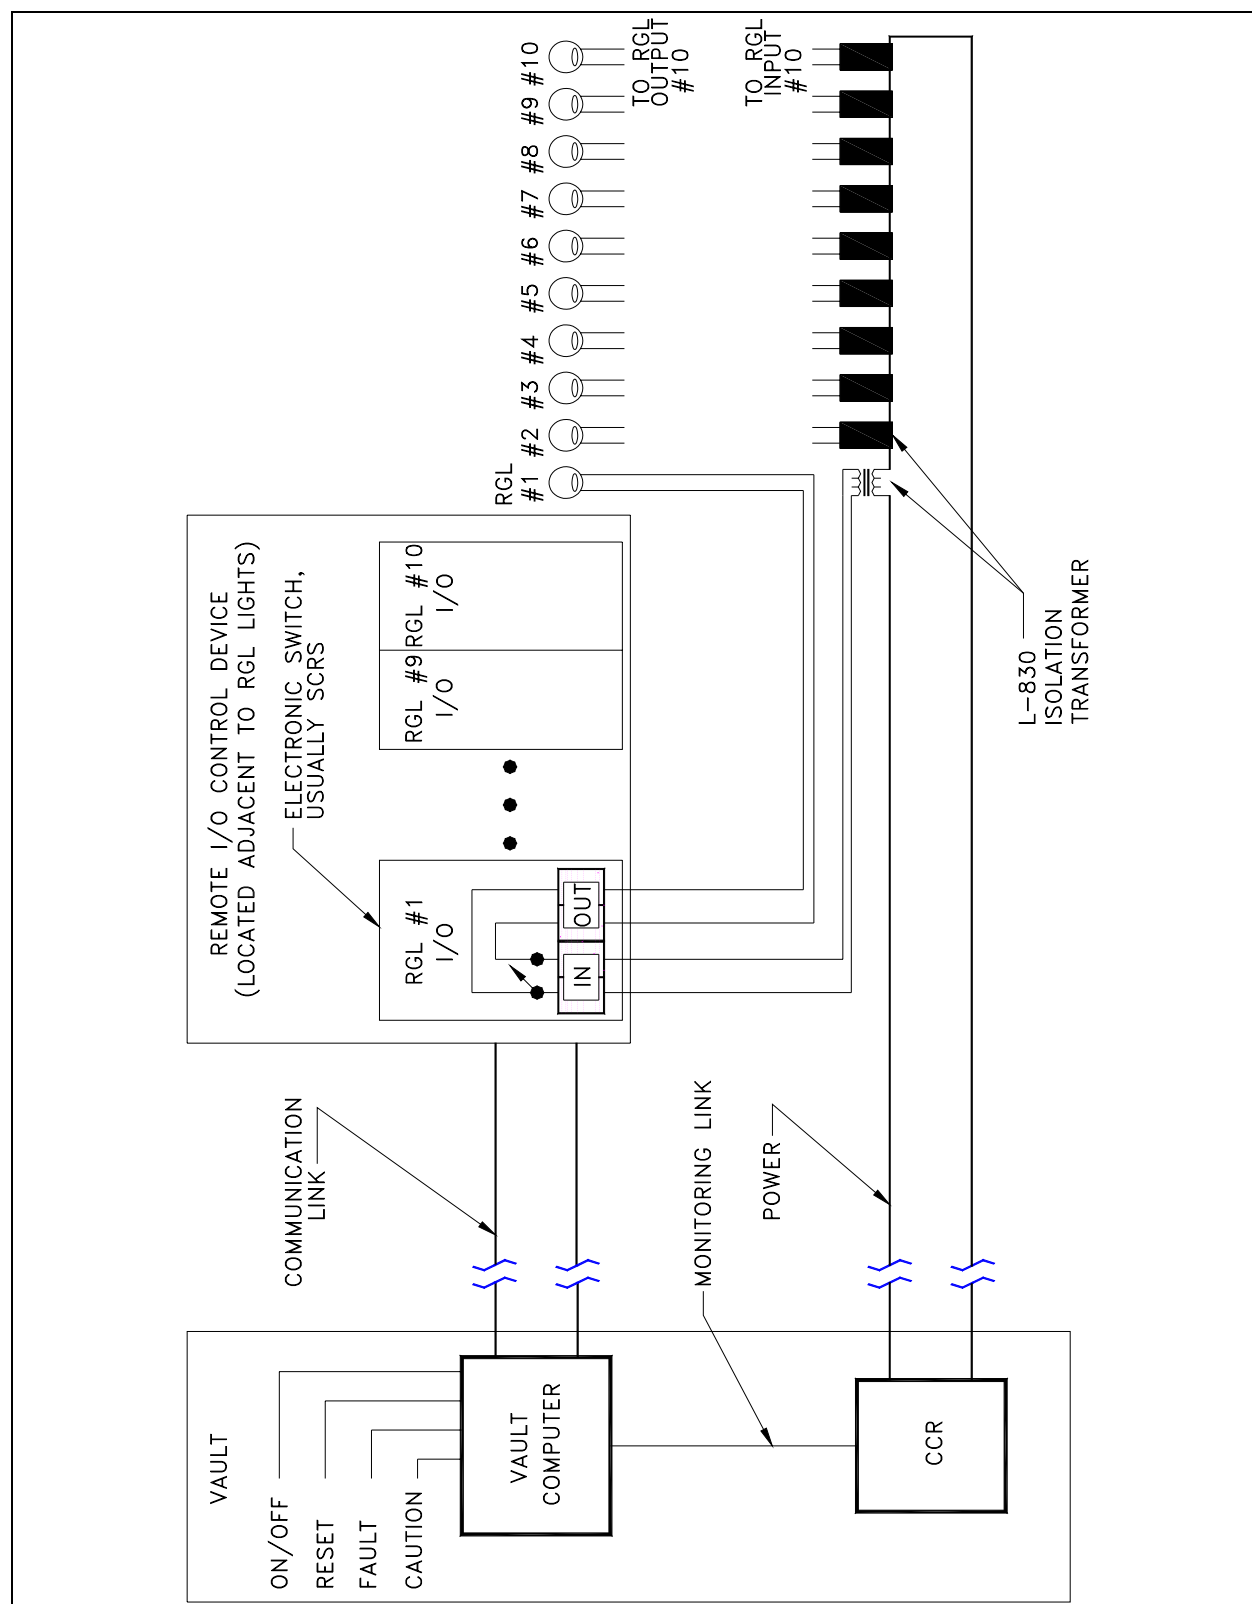 VAULT
ON/OFF
RESET
FAULT
CAUTION
VAULT
COMPUTER
CCR
COMMUNICATION
LINK
MONITORING LINK
POWER
REMOTE I/O CONTROL DEVICE
(LOCATED ADJACENT TO RGL LIGHTS)
ELECTRONIC SWITCH,
USUALLY SCRS
RGL #1
I/O
IN
OUT
RGL #9
I/O
RGL #10
I/O
RGL
#1
#2
#3
#4
#5
#6
#7
#8
#9
#10
TO RGL
OUTPUT
#10
TO RGL
INPUT
#10
L-830
ISOLATION
TRANSFORMER